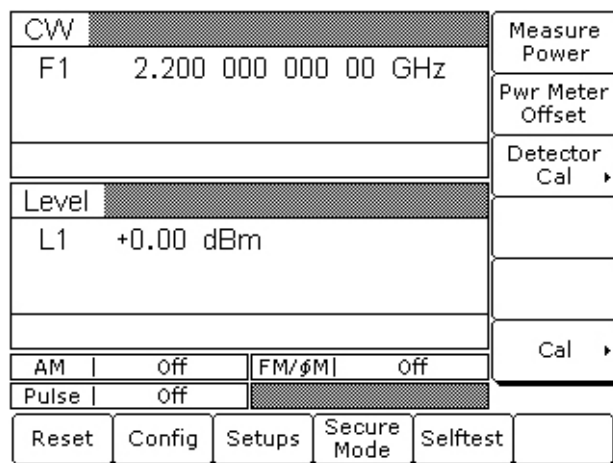 CW
F1 2.200 000 000 00 GHz
Level
L1 +0.00 dBm
AM | Off
FM/ɸM| Off
Pulse | Off
Measure
Power
Pwr Meter
Offset
Detector
Cal
Cal
Reset
Config
Setups
Secure
Mode
Selftest